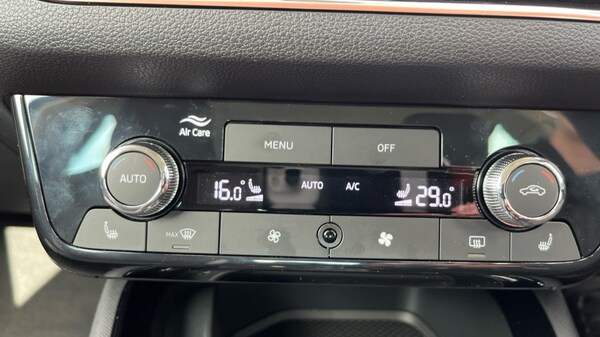 Air Care
MENU
OFF
AUTO
16.0°
AUTO
A/C
29.0°
MAX